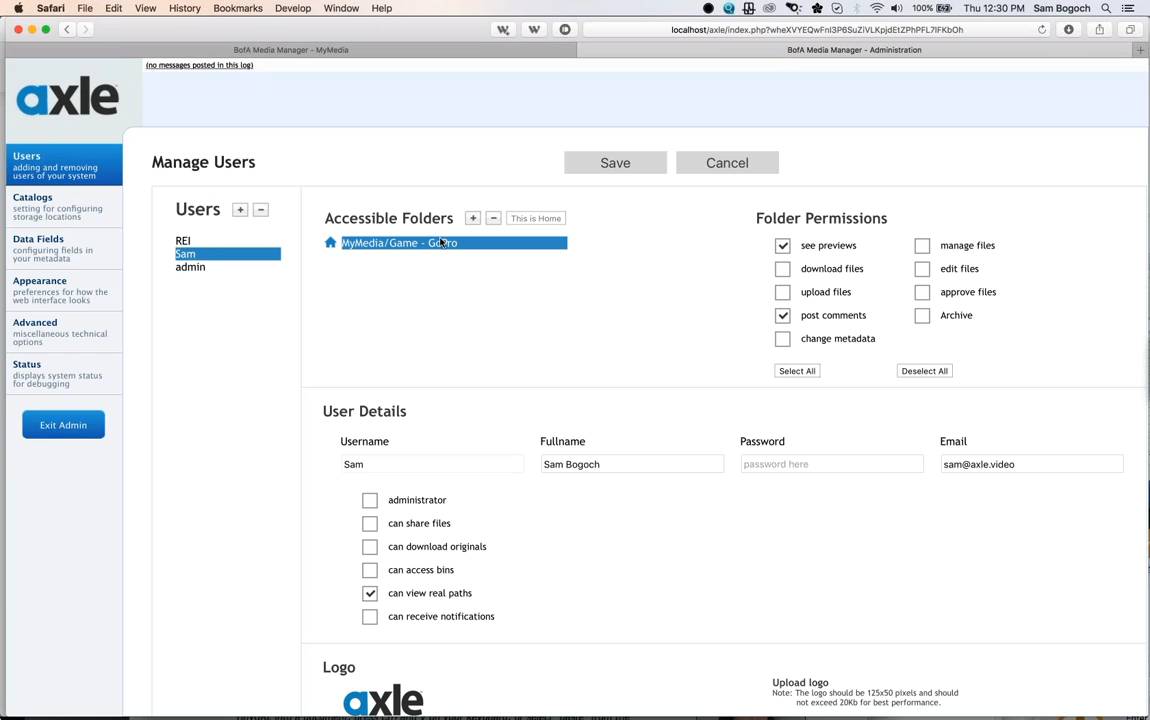 Safari File Edit View History Bookmarks Develop Window Help 100% Thu 12:30 PM Sam Bogoch
BofA Media Manager - MyMedia
BofA Media Manager - Administration
(no messages posted in this log)
axle
Users
adding and removing
users of your system
Catalogs
setting for configuring
storage locations
Data Fields
configuring fields in
your metadata
Appearance
preferences for how the
web interface looks
Advanced
miscellaneous technical
options
Status
displays system status
for debugging
Exit Admin
Manage Users
Save
Cancel
Users + −
REI
Sam
admin
Accessible Folders + − This is Home
MyMedia/Game - GoPro
Folder Permissions
see previews
manage files
download files
edit files
upload files
approve files
post comments
Archive
change metadata
Select All
Deselect All
User Details
Username
Fullname
Password
Email
Sam
Sam Bogoch
password here
sam@axle.video
administrator
can share files
can download originals
can access bins
can view real paths
can receive notifications
Logo
axle
Upload logo
Note: The logo should be 125x50 pixels and should
not exceed 20Kb for best performance.